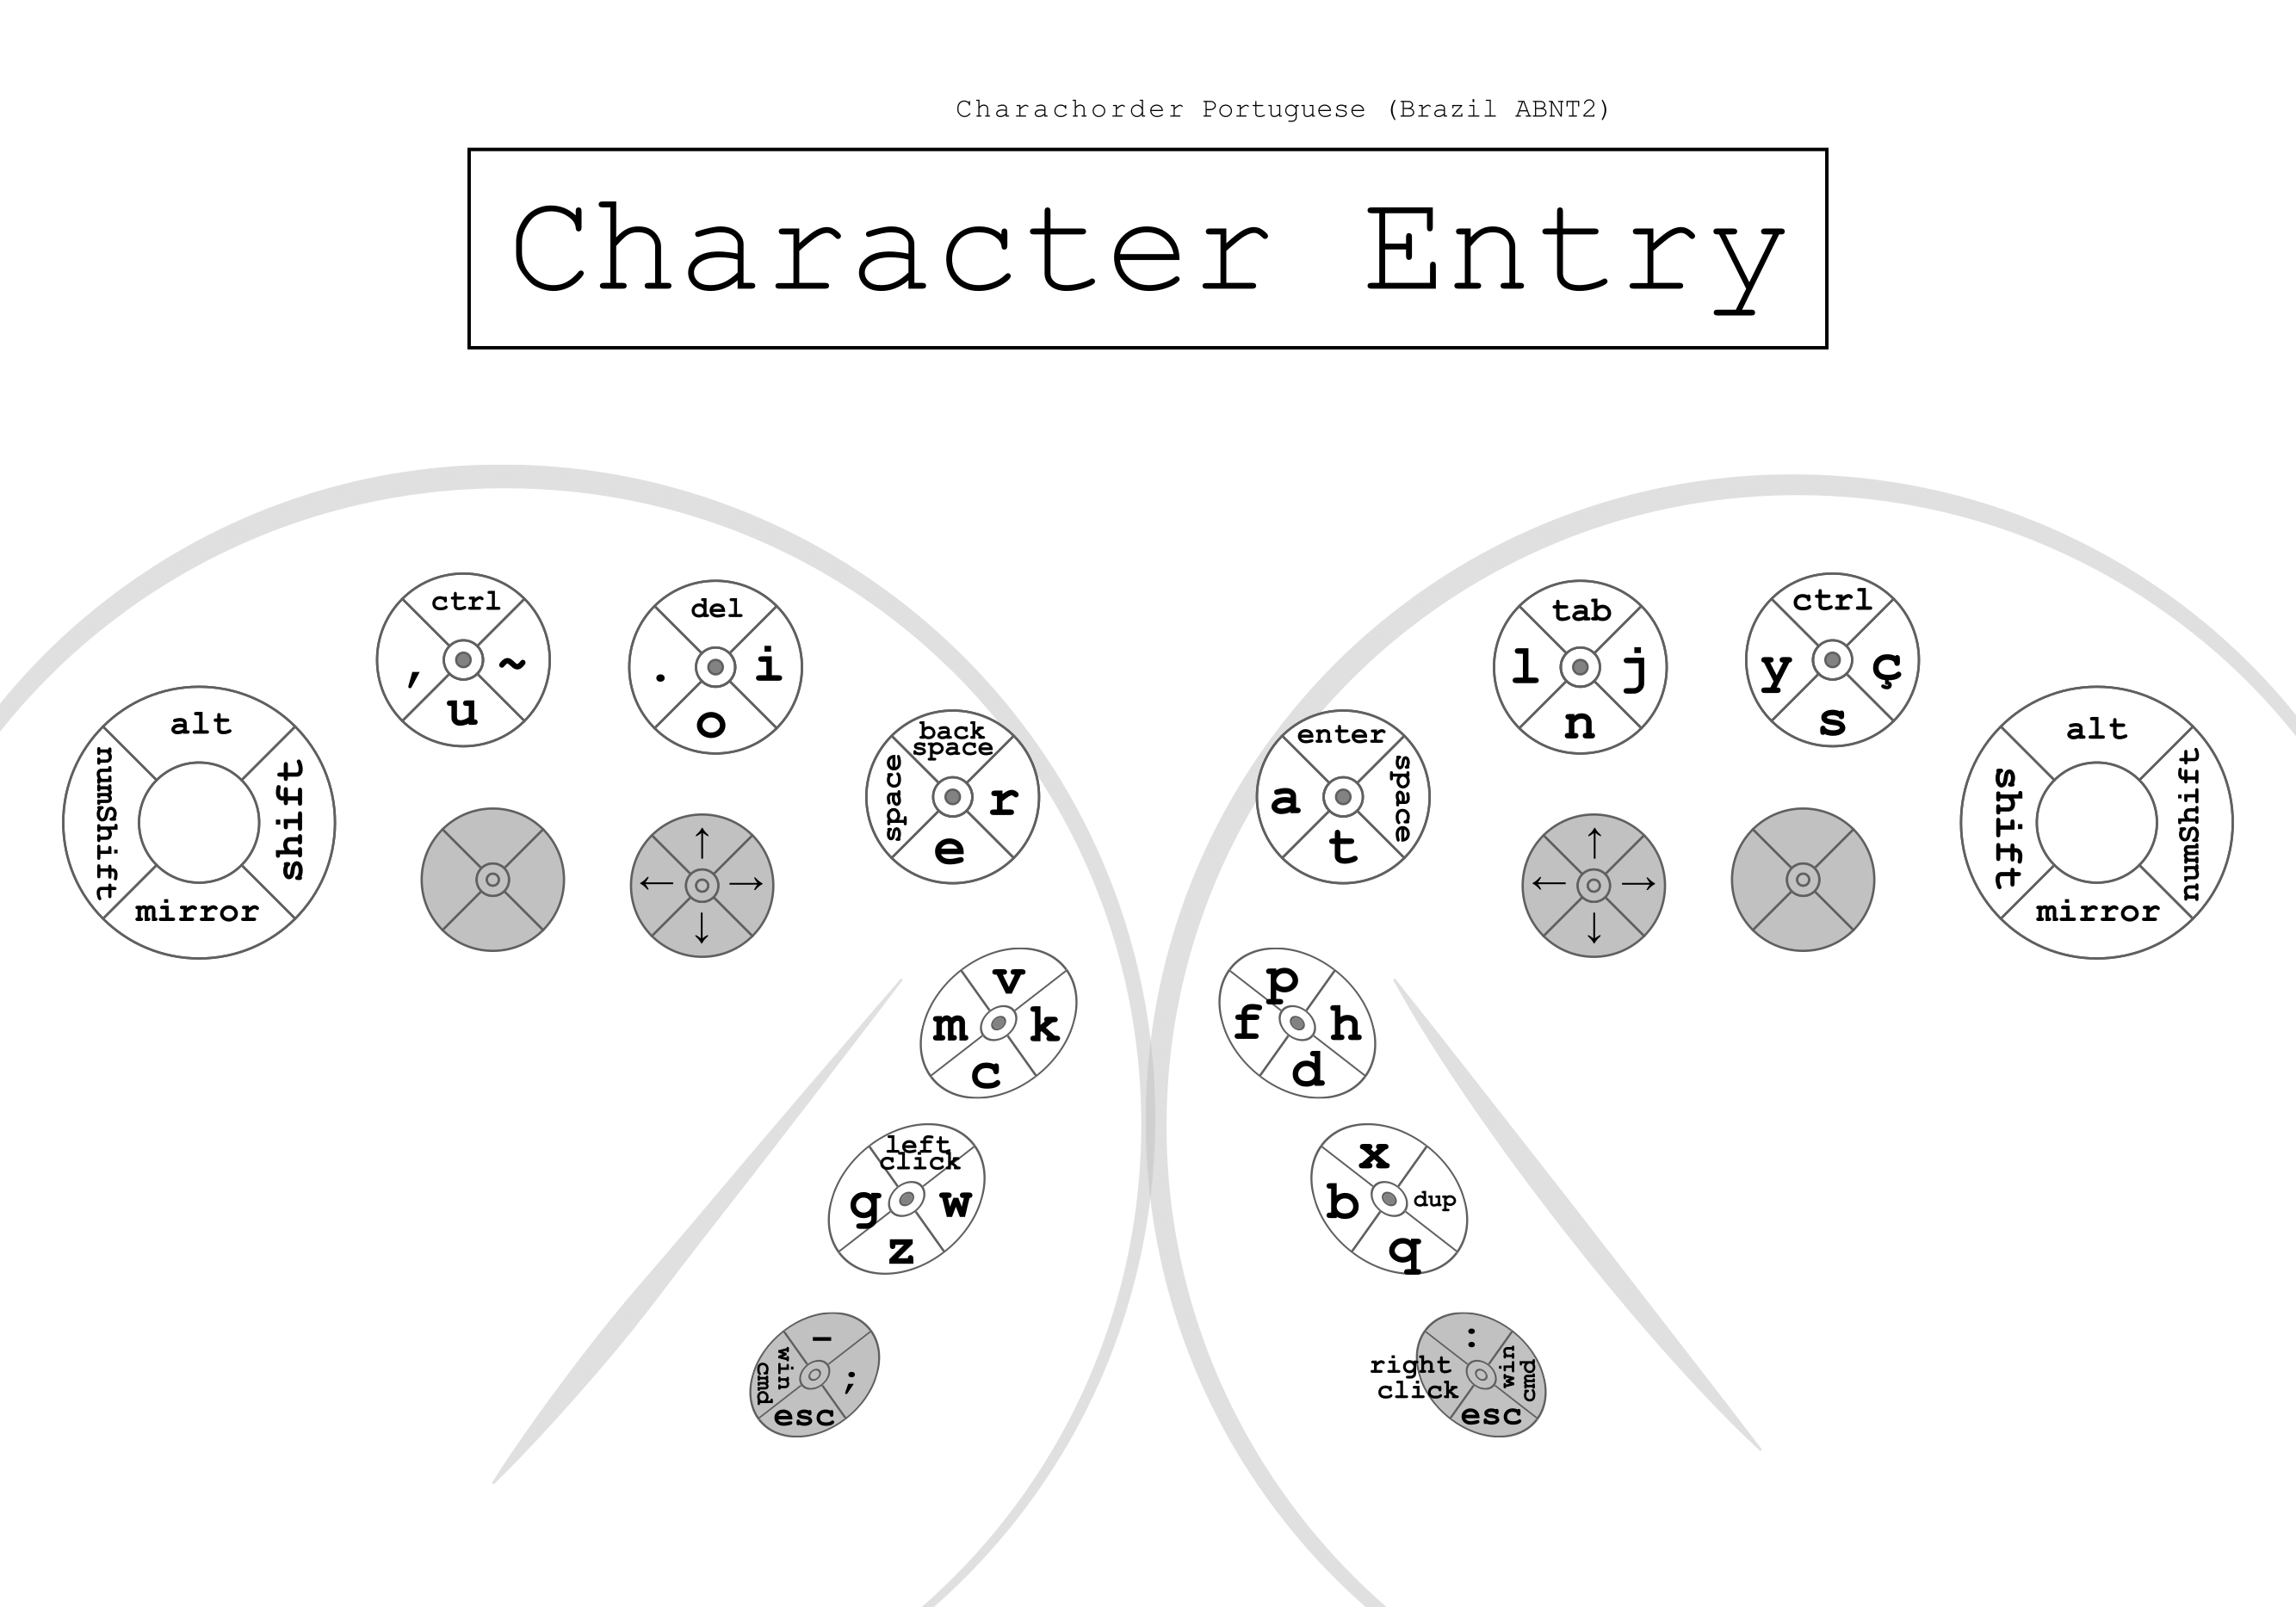 Charachorder Portuguese (Brazil ABNT2)
Character Entry
alt
numShift
shift
mirror
ctrl
,
~
u
del
.
i
o
back
space
space
r
e
↑
←
→
↓
v
m
k
c
left
click
g
w
z
-
win
cmd
;
esc
enter
a
space
t
tab
l
j
n
ctrl
y
ç
s
alt
shift
numShift
mirror
↑
←
→
↓
p
f
h
d
x
b
dup
q
:
right
click
win
cmd
esc